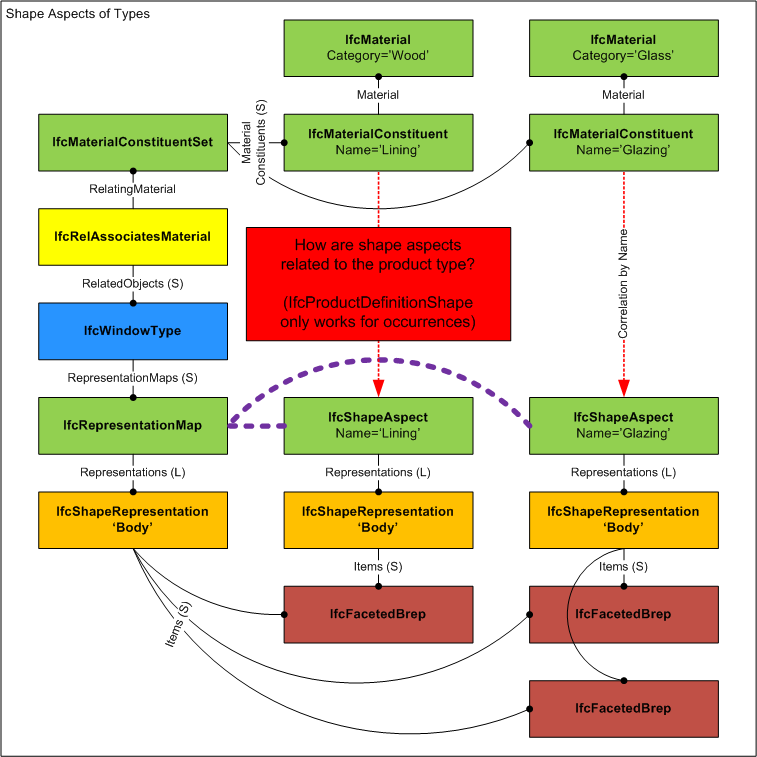 Shape Aspects of Types
IfcMaterial
Category=’Wood’
IfcMaterial
Category=’Glass’
Material
Material
IfcMaterialConstituentSet
Material
Constituents (S)
IfcMaterialConstituent
Name=’Lining’
IfcMaterialConstituent
Name=’Glazing’
RelatingMaterial
IfcRelAssociatesMaterial
How are shape aspects
related to the product type?
(IfcProductDefinitionShape
only works for occurrences)
Correlation by Name
RelatedObjects (S)
IfcWindowType
RepresentationMaps (S)
IfcRepresentationMap
IfcShapeAspect
Name=‘Lining’
IfcShapeAspect
Name=’Glazing’
Representations (L)
Representations (L)
Representations (L)
IfcShapeRepresentation
‘Body’
IfcShapeRepresentation
‘Body’
IfcShapeRepresentation
‘Body’
Items (S)
Items (S)
Items (S)
IfcFacetedBrep
IfcFacetedBrep
IfcFacetedBrep